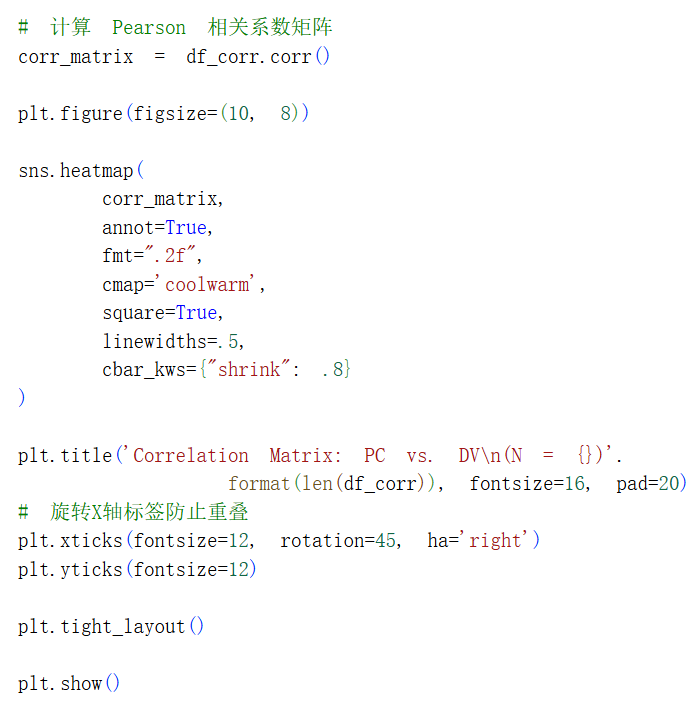 # 计算 Pearson 相关系数矩阵
corr_matrix = df_corr.corr()
plt.figure(figsize=(10, 8))
sns.heatmap(
        corr_matrix,
        annot=True,
        fmt=".2f",
        cmap='coolwarm',
        square=True,
        linewidths=.5,
        cbar_kws={"shrink": .8}
)
plt.title('Correlation Matrix: PC vs. DV\n(N = {})'.
                    format(len(df_corr)), fontsize=16, pad=20)
# 旋转X轴标签防止重叠
plt.xticks(fontsize=12, rotation=45, ha='right')
plt.yticks(fontsize=12)
plt.tight_layout()
plt.show()